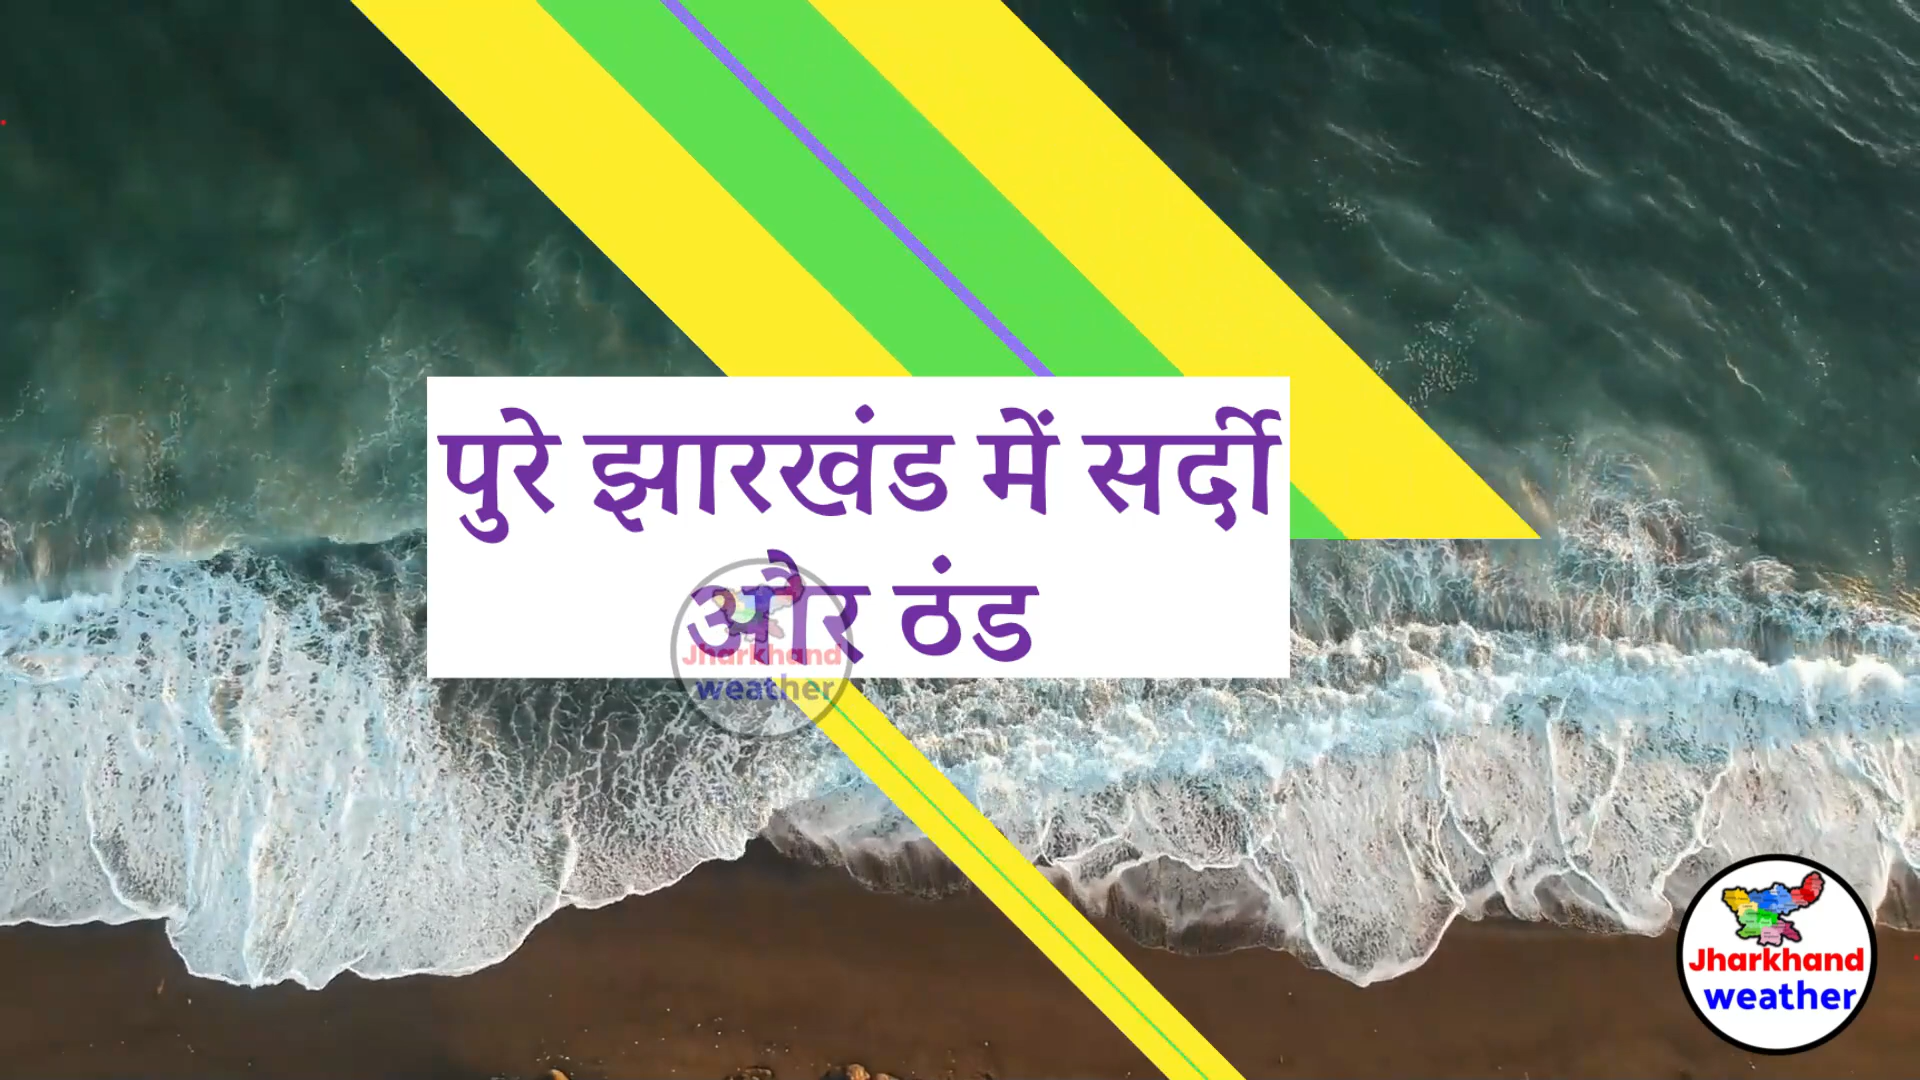 पुरे झारखंड में सर्दी
और ठंड
Jharkhand
weather
Jharkhand
weather